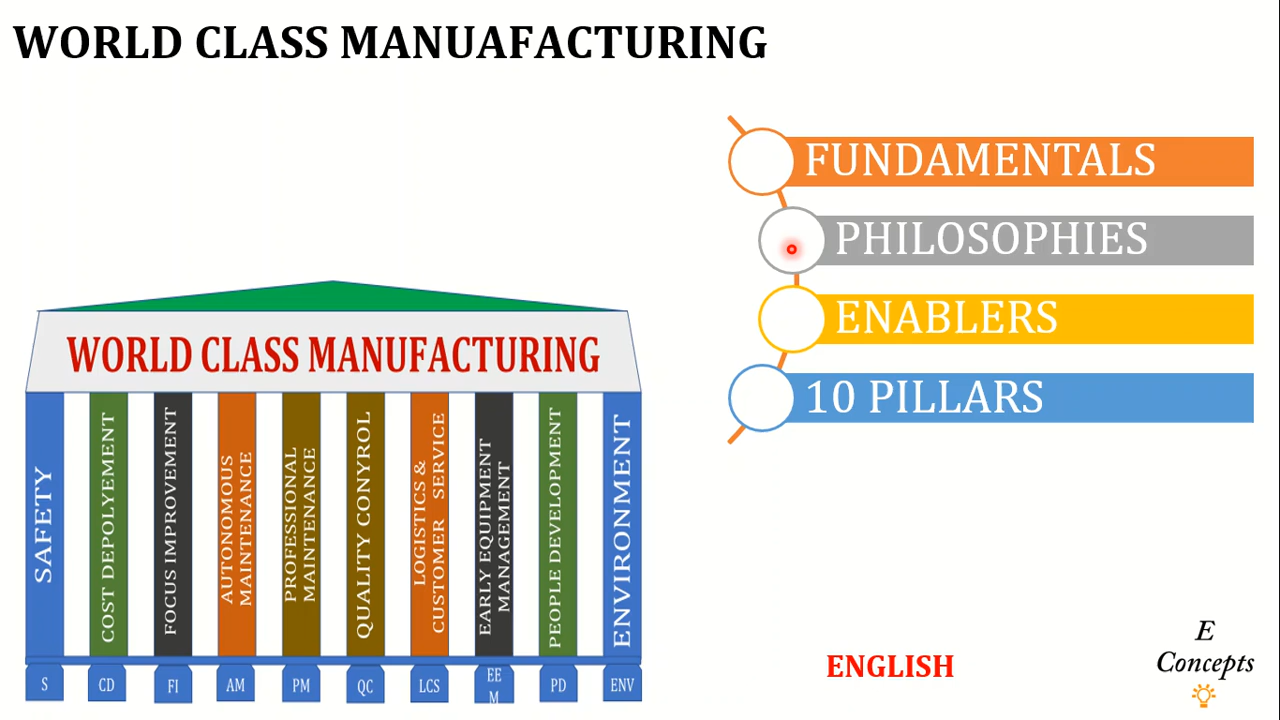 WORLD CLASS MANUAFACTURING
FUNDAMENTALS
PHILOSOPHIES
ENABLERS
10 PILLARS
WORLD CLASS MANUFACTURING
SAFETY
COST DEPOLYEMENT
FOCUS IMPROVEMENT
AUTONOMOUS
MAINTENANCE
PROFESSIONAL
MAINTENANCE
QUALITY CONYROL
LOGISTICS &
CUSTOMER SERVICE
EARLY EQUIPMENT
MANAGEMENT
PEOPLE DEVELOPMENT
ENVIRONMENT
S
CD
FI
AM
PM
QC
LCS
EE
M
PD
ENV
ENGLISH
E
Concepts